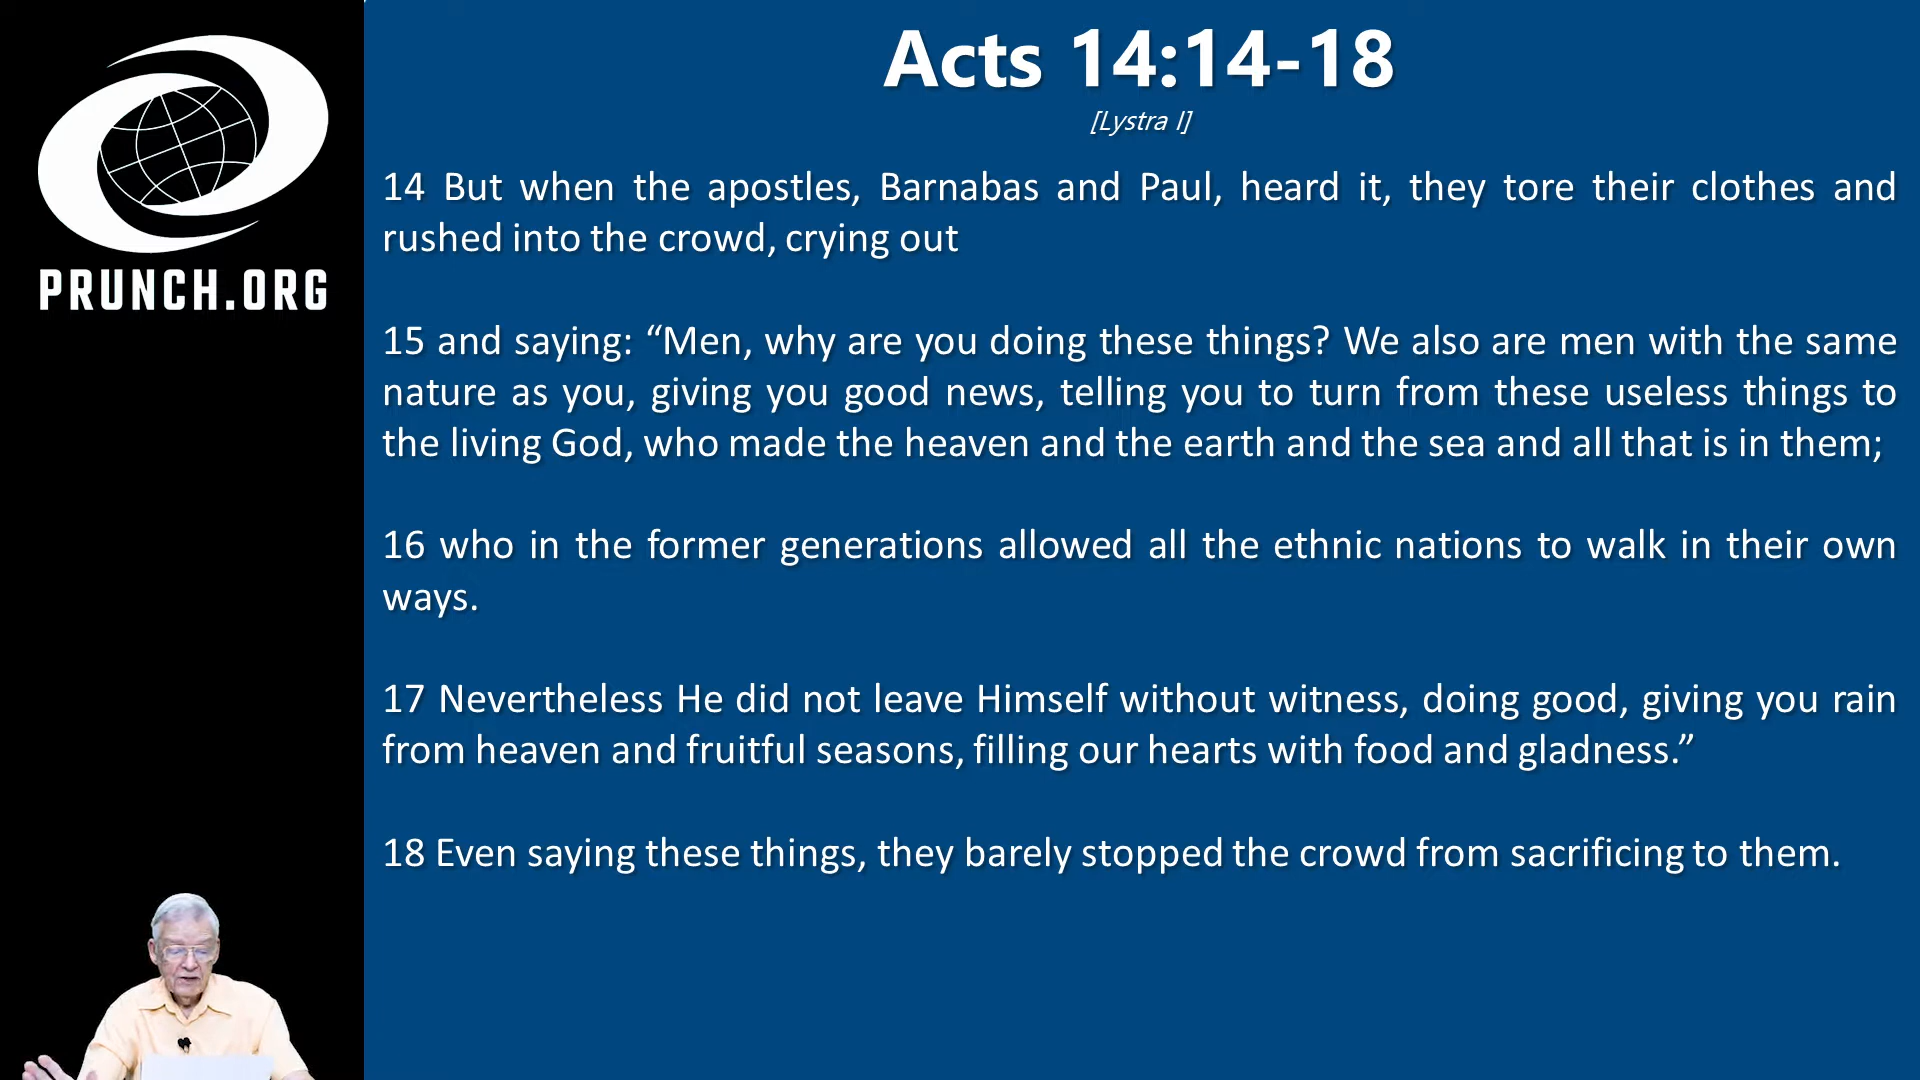 PRUNCH.ORG
Acts 14:14-18
[Lystra I]
14 But when the apostles, Barnabas and Paul, heard it, they tore their clothes and
rushed into the crowd, crying out
15 and saying: “Men, why are you doing these things? We also are men with the same
nature as you, giving you good news, telling you to turn from these useless things to
the living God, who made the heaven and the earth and the sea and all that is in them;
16 who in the former generations allowed all the ethnic nations to walk in their own
ways.
17 Nevertheless He did not leave Himself without witness, doing good, giving you rain
from heaven and fruitful seasons, filling our hearts with food and gladness.”
18 Even saying these things, they barely stopped the crowd from sacrificing to them.